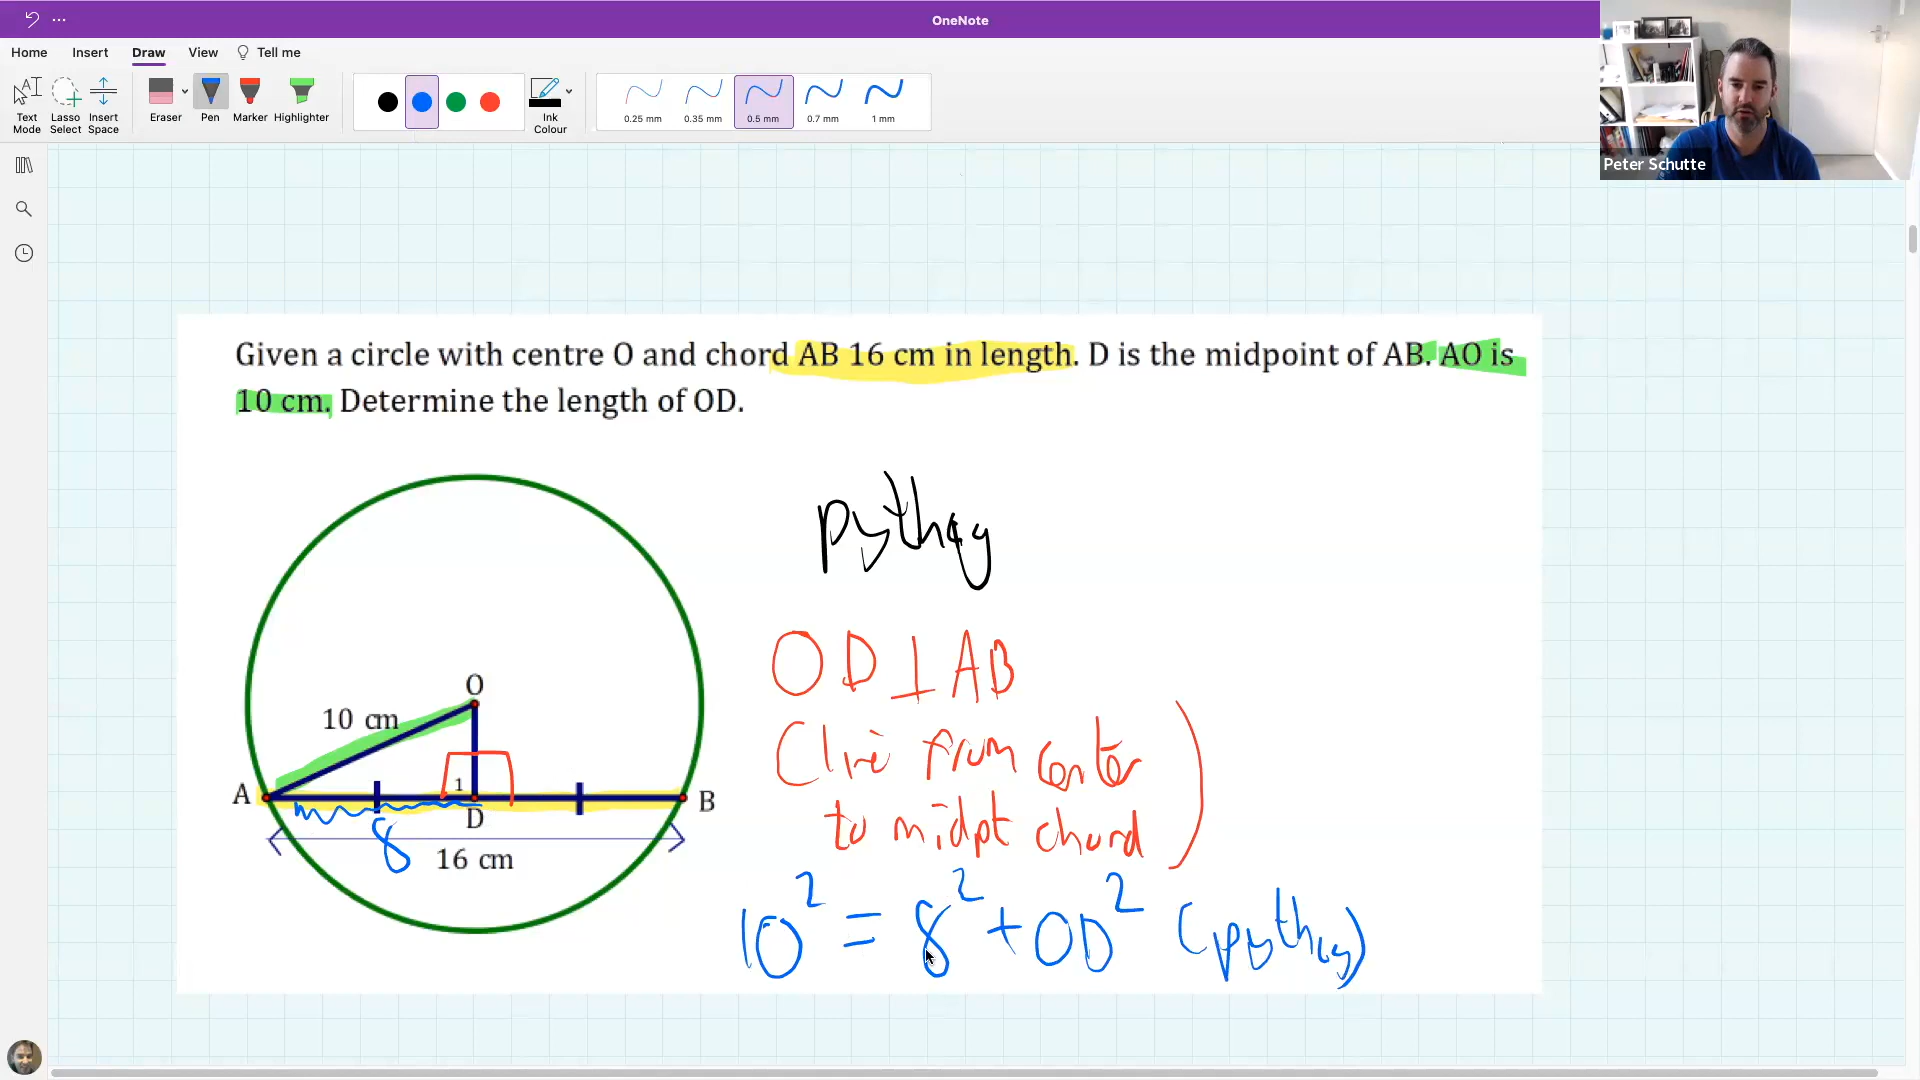 OneNote
Home Insert Draw View Tell me
Text Mode
Lasso Select
Insert Space
Eraser
Pen
Marker
Highlighter
Ink Colour
0.25 mm
0.35 mm
0.5 mm
0.7 mm
1 mm
Peter Schutte
Given a circle with centre O and chord AB 16 cm in length. D is the midpoint of AB. AO is
10 cm. Determine the length of OD.
pythag
OD ⊥ AB
(line from center
to midpt chord)
10² = 8² + OD² (pythag)
O
10 cm
A
1
B
D
8
16 cm